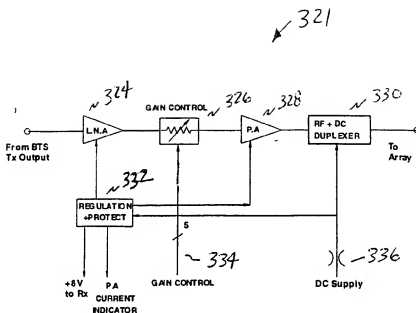 321
324
GAIN CONTROL
326
328
330
L.N.A
P.A
RF + DC
DUPLEXER
From BTS
Tx Output
To
Array
332
REGULATION
+PROTECT
5
334
336
+8V
to Rx
PA
CURRENT
INDICATOR
GAIN CONTROL
DC Supply